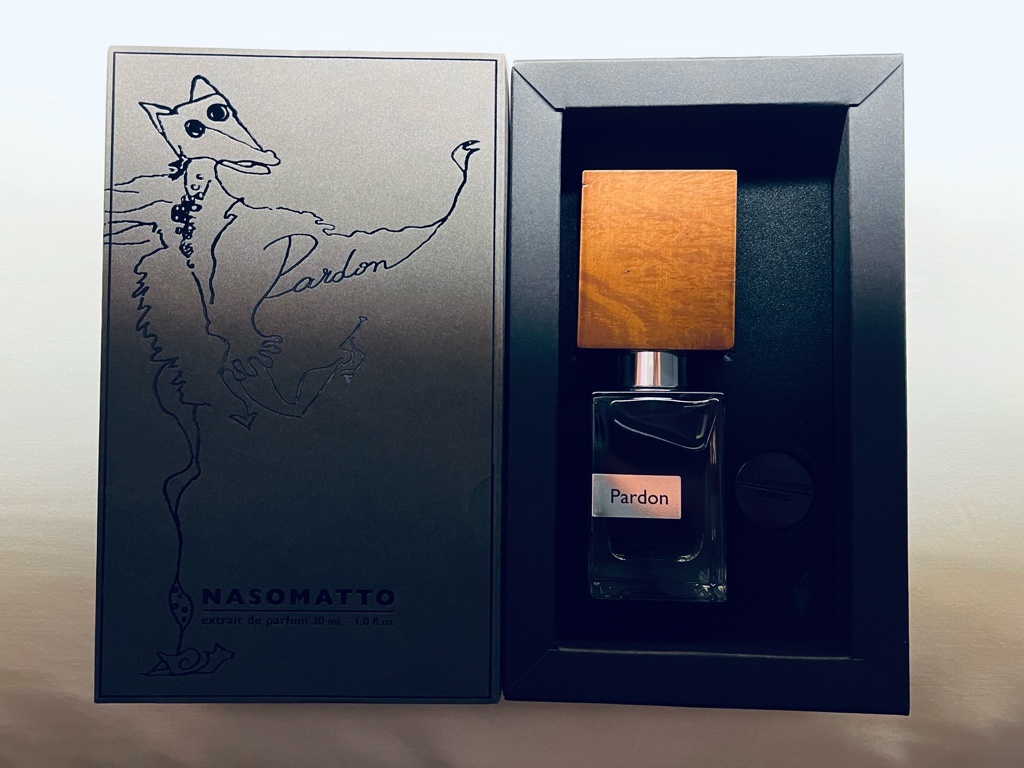 Pardon
NASOMATTO
extrait de parfum 30 ml. - 1,0 fl.oz
Pardon